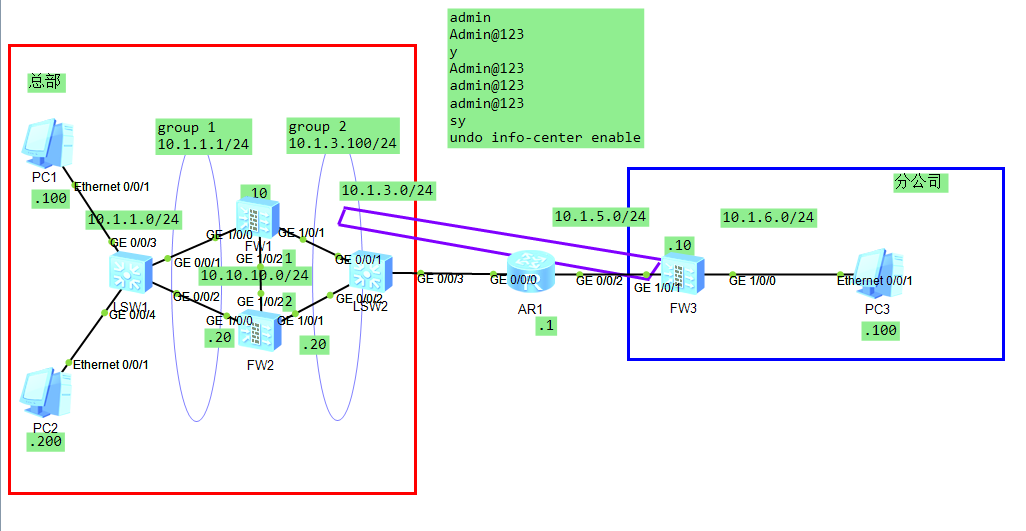 admin
Admin@123
y
Admin@123
admin@123
admin@123
sy
undo info-center enable
总部
group 1
10.1.1.1/24
group 2
10.1.3.100/24
分公司
PC1
Ethernet 0/0/1
.100
10.1.1.0/24
GE 0/0/3
10
GE 1/0/0
FW1
GE 1/0/1
10.1.3.0/24
10.1.5.0/24
10.1.6.0/24
.10
GE 0/0/1
GE 1/0/2
1
10.10.10.0/24
GE 0/0/1
LSW1
GE 0/0/2
GE 0/0/4
GE 1/0/2
2
GE 1/0/0
GE 1/0/1
GE 0/0/2
LSW2
GE 0/0/3
GE 0/0/0
AR1
.1
GE 0/0/2
GE 1/0/1
FW3
GE 1/0/0
Ethernet 0/0/1
PC3
.100
.20
.20
FW2
Ethernet 0/0/1
PC2
.200